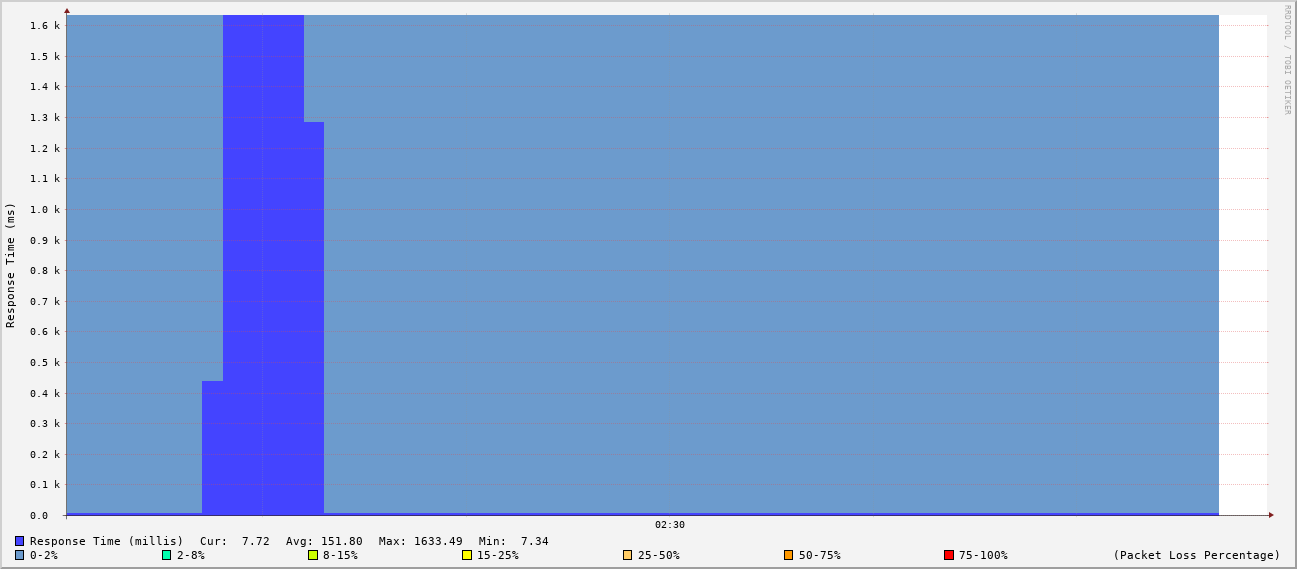 RRDTOOL / TOBI OETIKER
Response Time (ms)
1.6 k
1.5 k
1.4 k
1.3 k
1.2 k
1.1 k
1.0 k
0.9 k
0.8 k
0.7 k
0.6 k
0.5 k
0.4 k
0.3 k
0.2 k
0.1 k
0.0
02:30
Response Time (millis) Cur: 7.72 Avg: 151.80 Max: 1633.49 Min: 7.34
0-2% 2-8% 8-15% 15-25% 25-50% 50-75% 75-100% (Packet Loss Percentage)